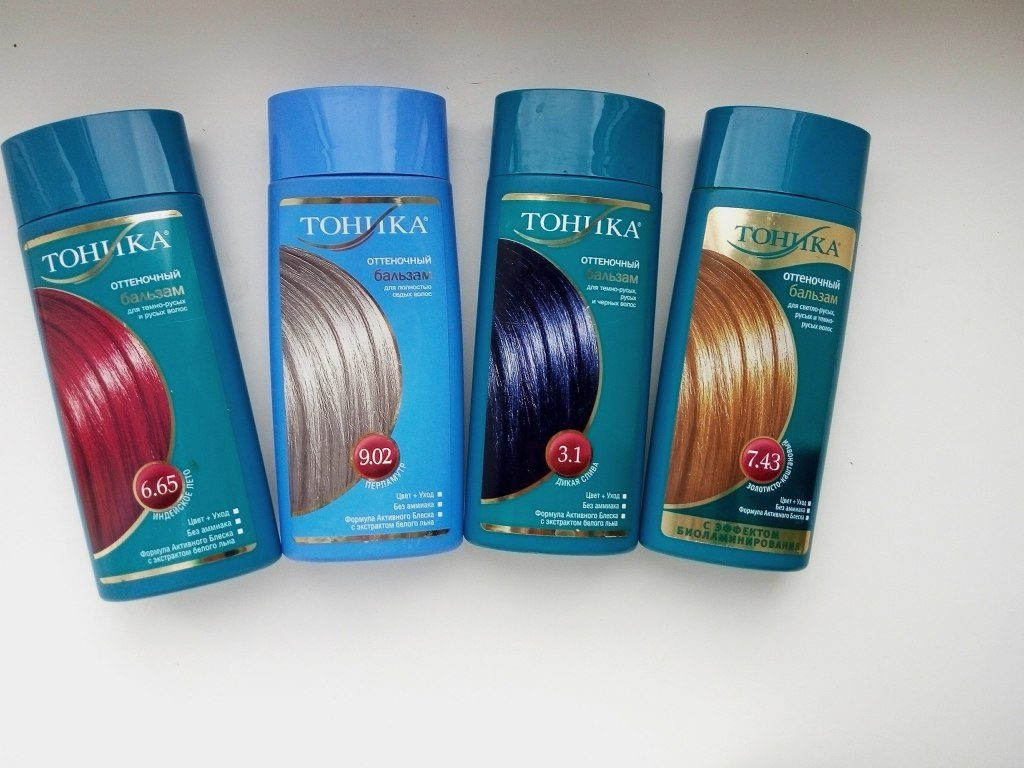 ТОНИКА®
оттеночный
бальзам
для темно-русых
и русых волос
6.65
ИНДЕЙСКОЕ ЛЕТО
Цвет + Уход
Без аммиака
Формула Активного Блеска
с экстрактом белого льна
ТОНИКА®
оттеночный
бальзам
для полностью
седых волос
9.02
ПЕРЛАМУТР
Цвет + Уход
Без аммиака
Формула Активного Блеска
с экстрактом белого льна
ТОНИКА®
оттеночный
бальзам
для темно-русых,
русых
и черных волос
3.1
ДИКАЯ СЛИВА
Цвет + Уход
Без аммиака
Формула Активного Блеска
с экстрактом белого льна
ТОНИКА®
оттеночный
бальзам
для светло-русых,
русых и темно-
русых волос
7.43
ЗОЛОТИСТО-КАШТАНОВЫЙ
Цвет + Уход
Без аммиака
Формула Активного Блеска
С ЭФФЕКТОМ
БИОЛАМИНИРОВАНИЯ